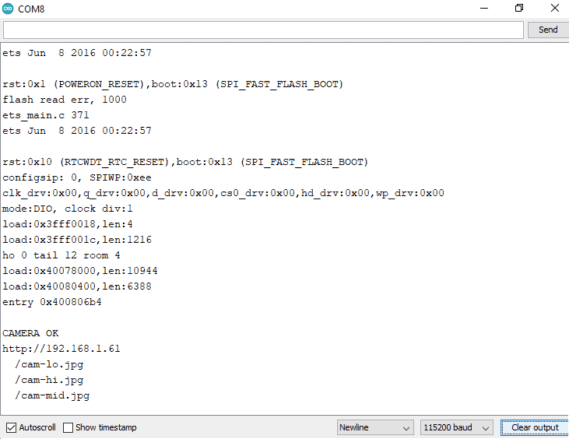 COM8
Send
ets Jun  8 2016 00:22:57
rst:0x1 (POWERON_RESET),boot:0x13 (SPI_FAST_FLASH_BOOT)
flash read err, 1000
ets_main.c 371
ets Jun  8 2016 00:22:57
rst:0x10 (RTCWDT_RTC_RESET),boot:0x13 (SPI_FAST_FLASH_BOOT)
configsip: 0, SPIWP:0xee
clk_drv:0x00,q_drv:0x00,d_drv:0x00,cs0_drv:0x00,hd_drv:0x00,wp_drv:0x00
mode:DIO, clock div:1
load:0x3fff0018,len:4
load:0x3fff001c,len:1216
ho 0 tail 12 room 4
load:0x40078000,len:10944
load:0x40080400,len:6388
entry 0x400806b4
CAMERA OK
http://192.168.1.61
/cam-lo.jpg
/cam-hi.jpg
/cam-mid.jpg
Autoscroll Show timestamp Newline 115200 baud Clear output